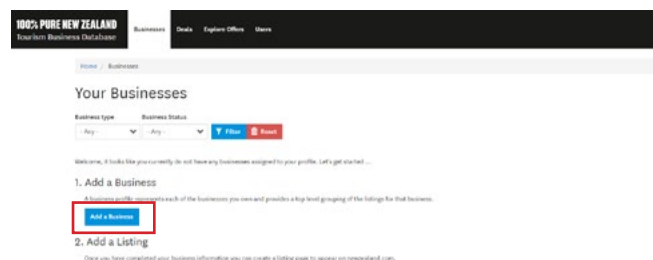 100% PURE NEW ZEALAND
Tourism Business Database
Businesses Deals Explore Offers Users
Home / Businesses
Your Businesses
Business type Business Status
- Any - - Any - Filter Reset
Welcome, it looks like you currently do not have any businesses assigned to your profile. Let's get started ...
1. Add a Business
A business profile represents each of the businesses you own and provides a top level grouping of the listings for that business.
Add a Business
2. Add a Listing
Once you have completed your business information you can create a listing page to appear on newzealand.com.